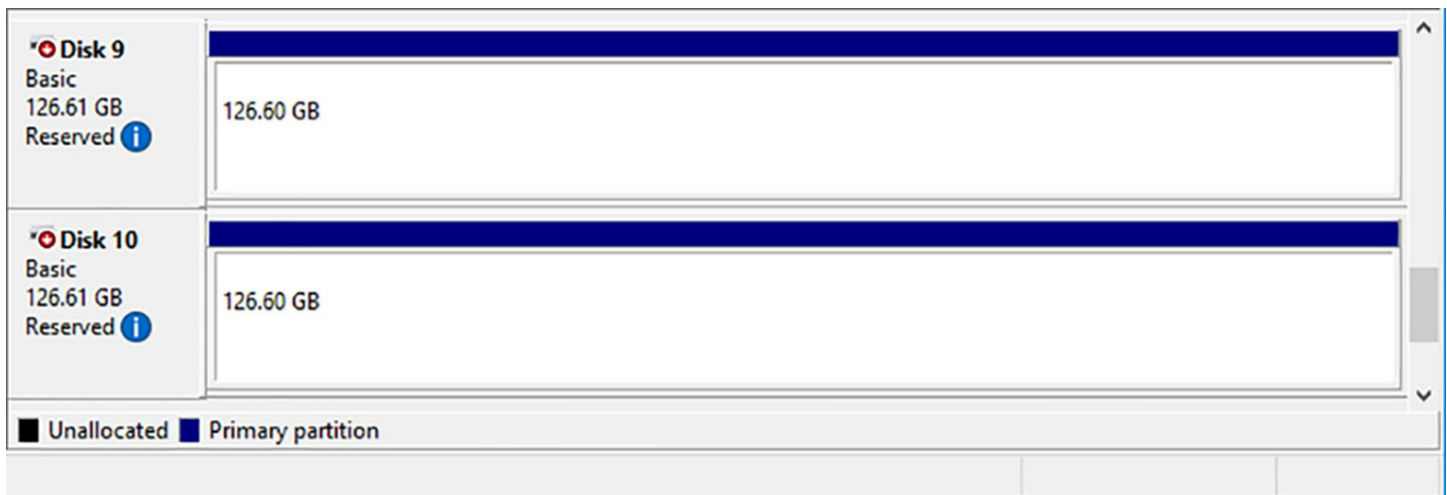 Disk 9
Basic
126.61 GB
Reserved
126.60 GB
Disk 10
Basic
126.61 GB
Reserved
126.60 GB
Unallocated Primary partition